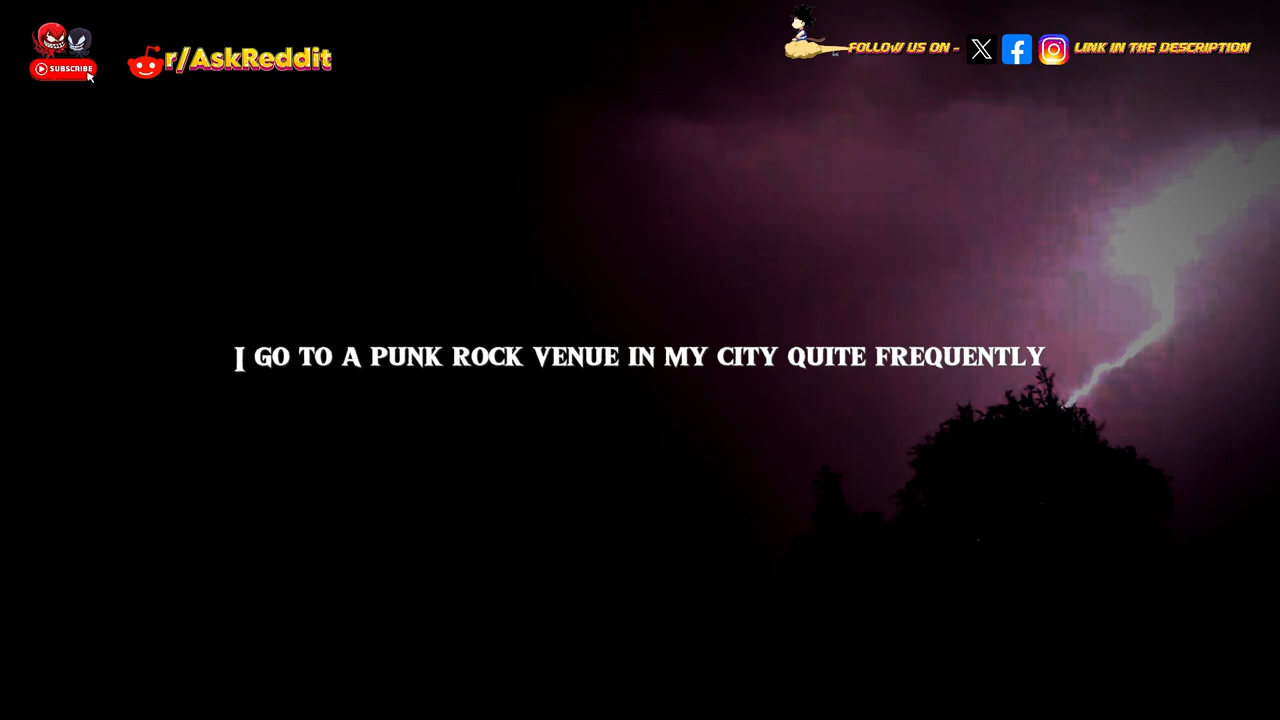 SUBSCRIBE
r/AskReddit
FOLLOW US ON -
LINK IN THE DESCRIPTION
I GO TO A PUNK ROCK VENUE IN MY CITY QUITE FREQUENTLY